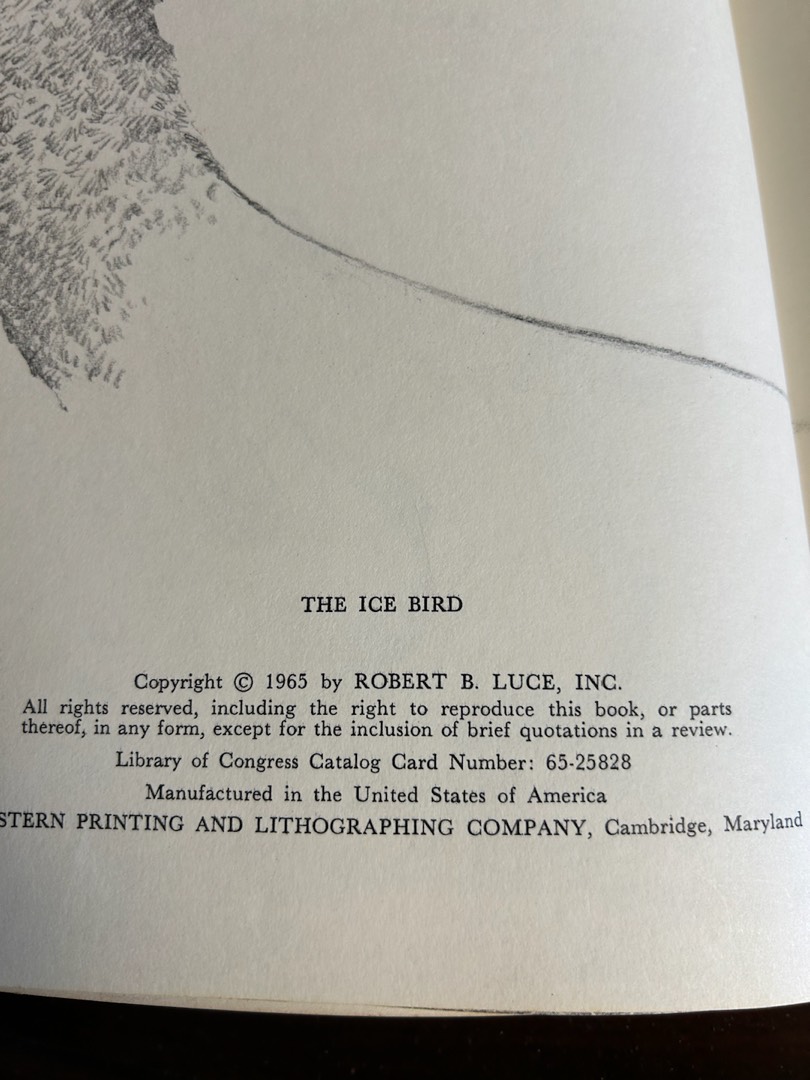 THE ICE BIRD
Copyright © 1965 by ROBERT B. LUCE, INC.
All rights reserved, including the right to reproduce this book, or parts
thereof, in any form, except for the inclusion of brief quotations in a review.
Library of Congress Catalog Card Number: 65-25828
Manufactured in the United States of America
STERN PRINTING AND LITHOGRAPHING COMPANY, Cambridge, Maryland